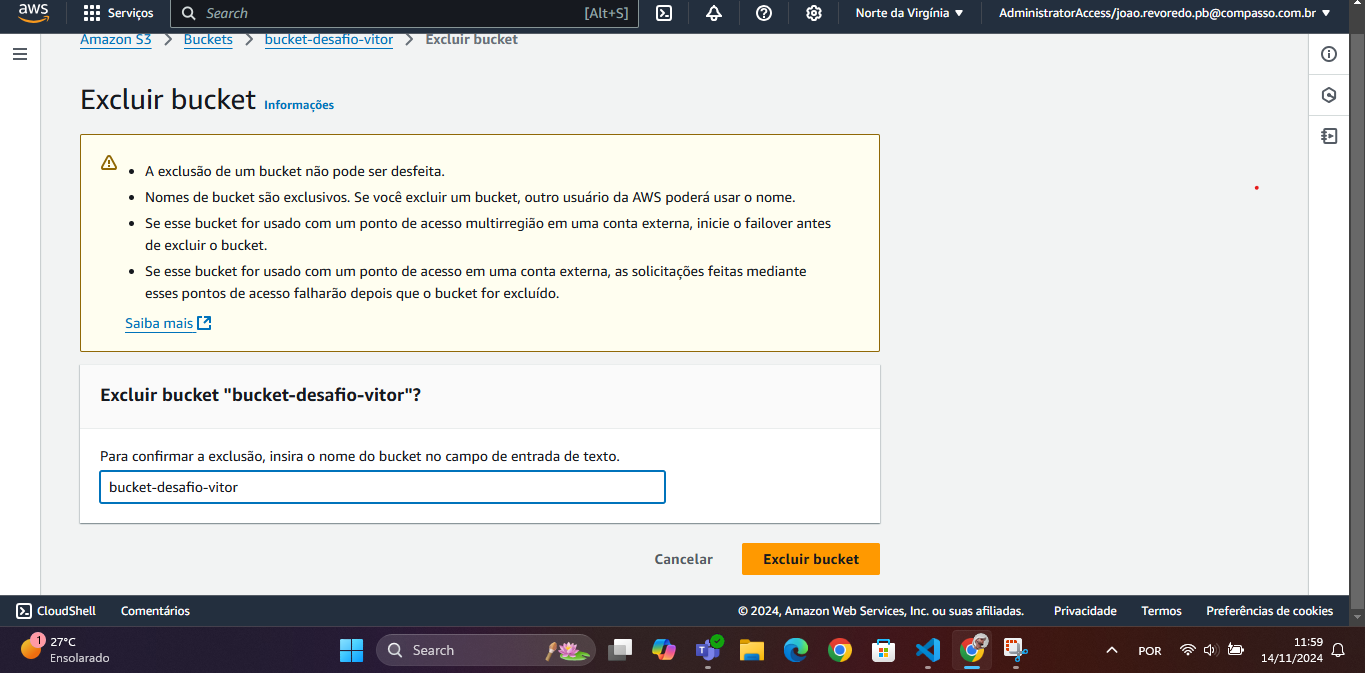 aws
Serviços
Search
[Alt+S]
Norte da Virgínia
AdministratorAccess/joao.revoredo.pb@compasso.com.br
Amazon S3
Buckets
bucket-desafio-vitor
Excluir bucket
Excluir bucket
Informações
A exclusão de um bucket não pode ser desfeita.
Nomes de bucket são exclusivos. Se você excluir um bucket, outro usuário da AWS poderá usar o nome.
Se esse bucket for usado com um ponto de acesso multirregião em uma conta externa, inicie o failover antes
de excluir o bucket.
Se esse bucket for usado com um ponto de acesso em uma conta externa, as solicitações feitas mediante
esses pontos de acesso falharão depois que o bucket for excluído.
Saiba mais
Excluir bucket "bucket-desafio-vitor"?
Para confirmar a exclusão, insira o nome do bucket no campo de entrada de texto.
bucket-desafio-vitor
Cancelar
Excluir bucket
CloudShell
Comentários
© 2024, Amazon Web Services, Inc. ou suas afiliadas.
Privacidade
Termos
Preferências de cookies
1
27°C
Ensolarado
Search
POR
11:59
14/11/2024